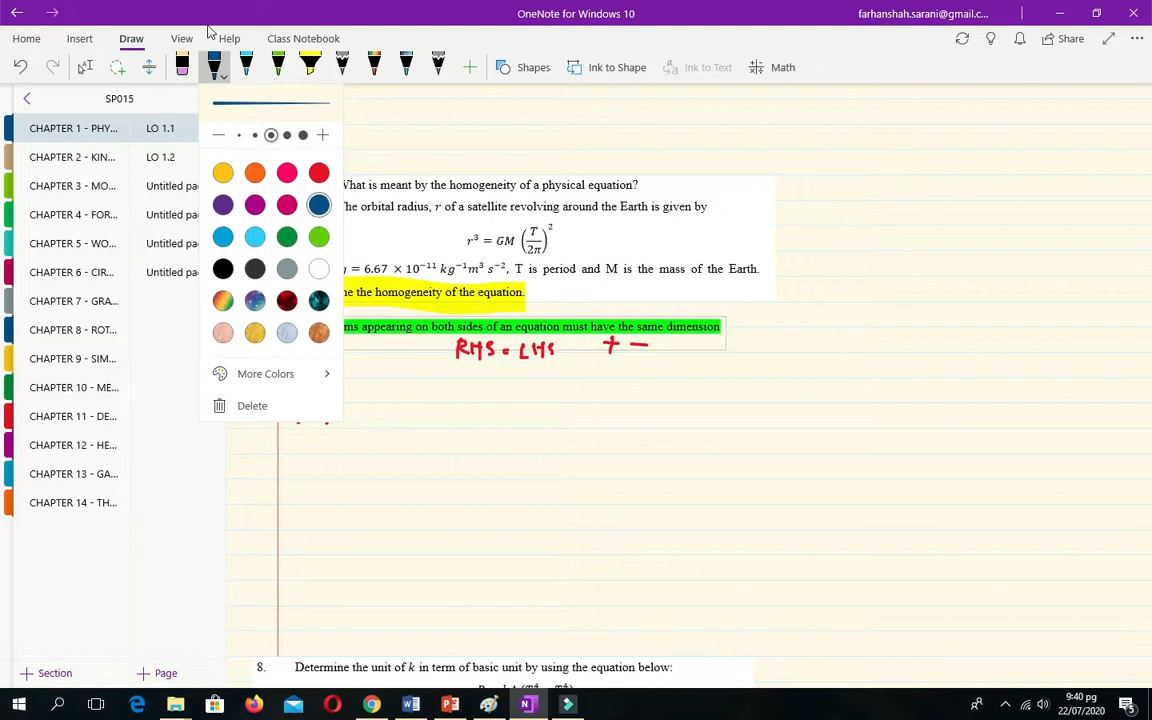 OneNote for Windows 10
farhanshah.sarani@gmail.c...
Home Insert Draw View Help Class Notebook
Share
Shapes Ink to Shape Ink to Text Math
SP015
CHAPTER 1 - PHY...
CHAPTER 2 - KIN...
CHAPTER 3 - MO...
CHAPTER 4 - FOR...
CHAPTER 5 - WO...
CHAPTER 6 - CIR...
CHAPTER 7 - GRA...
CHAPTER 8 - ROT...
CHAPTER 9 - SIM...
CHAPTER 10 - ME...
CHAPTER 11 - DE...
CHAPTER 12 - HE...
CHAPTER 13 - GA...
CHAPTER 14 - TH...
LO 1.1
LO 1.2
Untitled pa
Untitled pa
Untitled pa
Untitled pa
More Colors
Delete
What is meant by the homogeneity of a physical equation?
The orbital radius, r of a satellite revolving around the Earth is given by
r³ = GM (T/2π)²
= 6.67 × 10⁻¹¹ kg⁻¹m³ s⁻², T is period and M is the mass of the Earth.
ne the homogeneity of the equation.
ms appearing on both sides of an equation must have the same dimension
RHS = LHS + −
8. Determine the unit of k in term of basic unit by using the equation below:
Section
Page
9:40 pg
22/07/2020
5